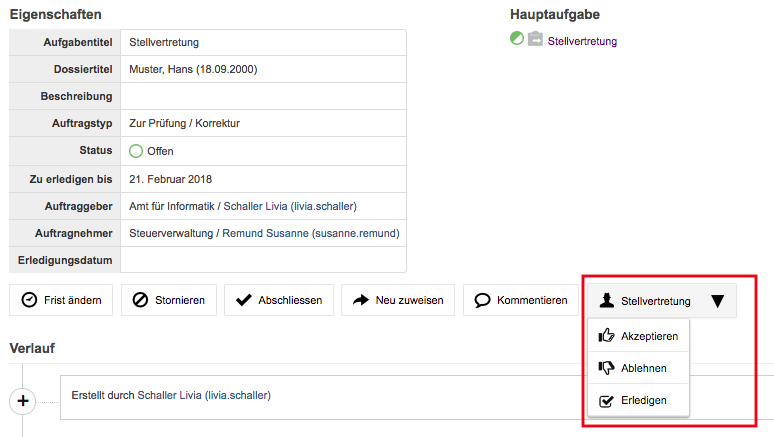 Eigenschaften
Aufgabentitel Stellvertretung
Dossiertitel Muster, Hans (18.09.2000)
Beschreibung
Auftragstyp Zur Prüfung / Korrektur
Status Offen
Zu erledigen bis 21. Februar 2018
Auftraggeber Amt für Informatik / Schaller Livia (livia.schaller)
Auftragnehmer Steuerverwaltung / Remund Susanne (susanne.remund)
Erledigungsdatum
Hauptaufgabe
Stellvertretung
Frist ändern Stornieren Abschliessen Neu zuweisen Kommentieren Stellvertretung
Akzeptieren
Ablehnen
Erledigen
Verlauf
Erstellt durch Schaller Livia (livia.schaller)